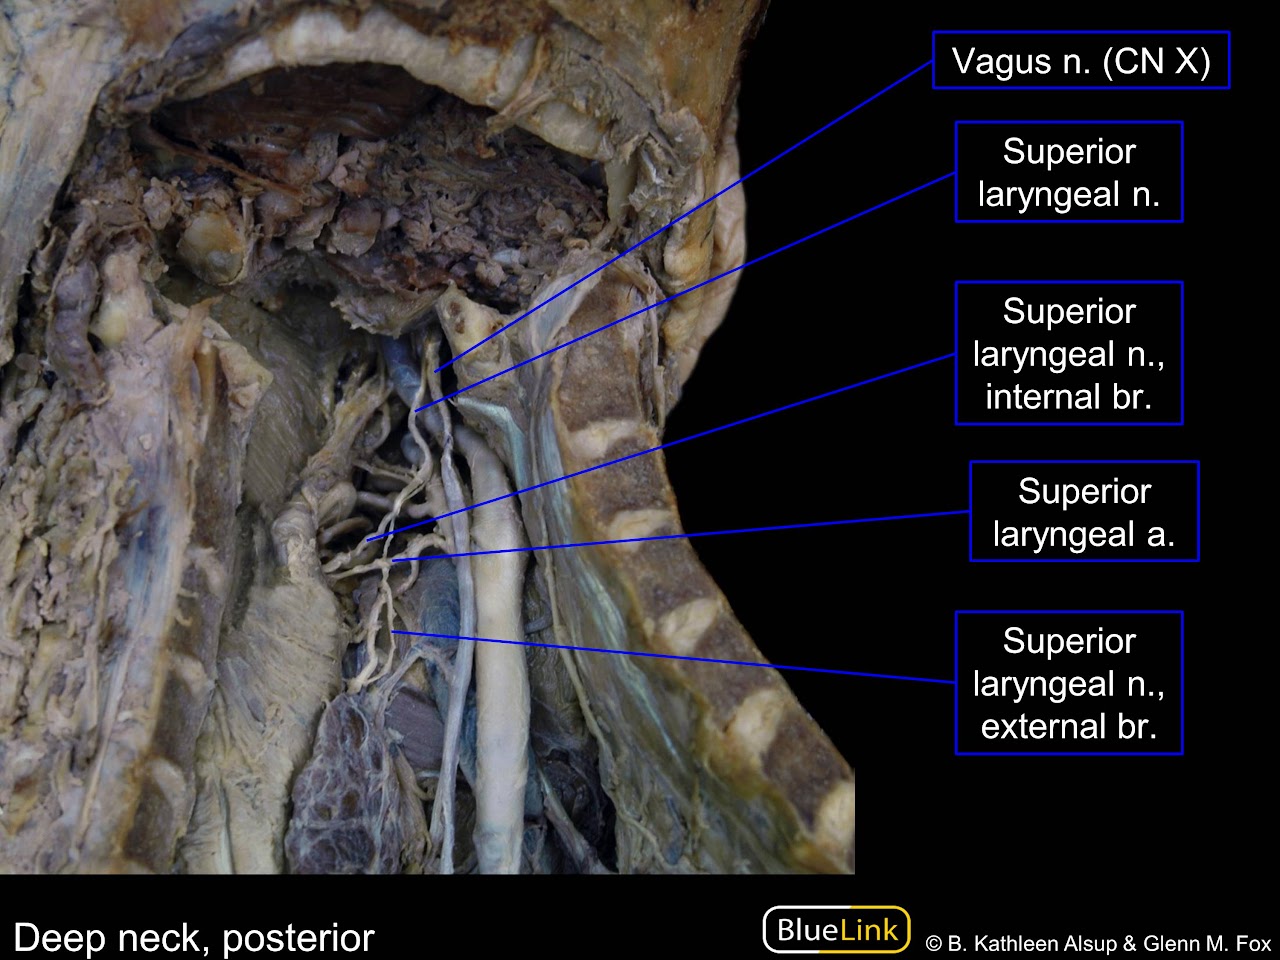 Vagus n. (CN X)
Superior
laryngeal n.
Superior
laryngeal n.,
internal br.
Superior
laryngeal a.
Superior
laryngeal n.,
external br.
Deep neck, posterior
BlueLink
© B. Kathleen Alsup & Glenn M. Fox